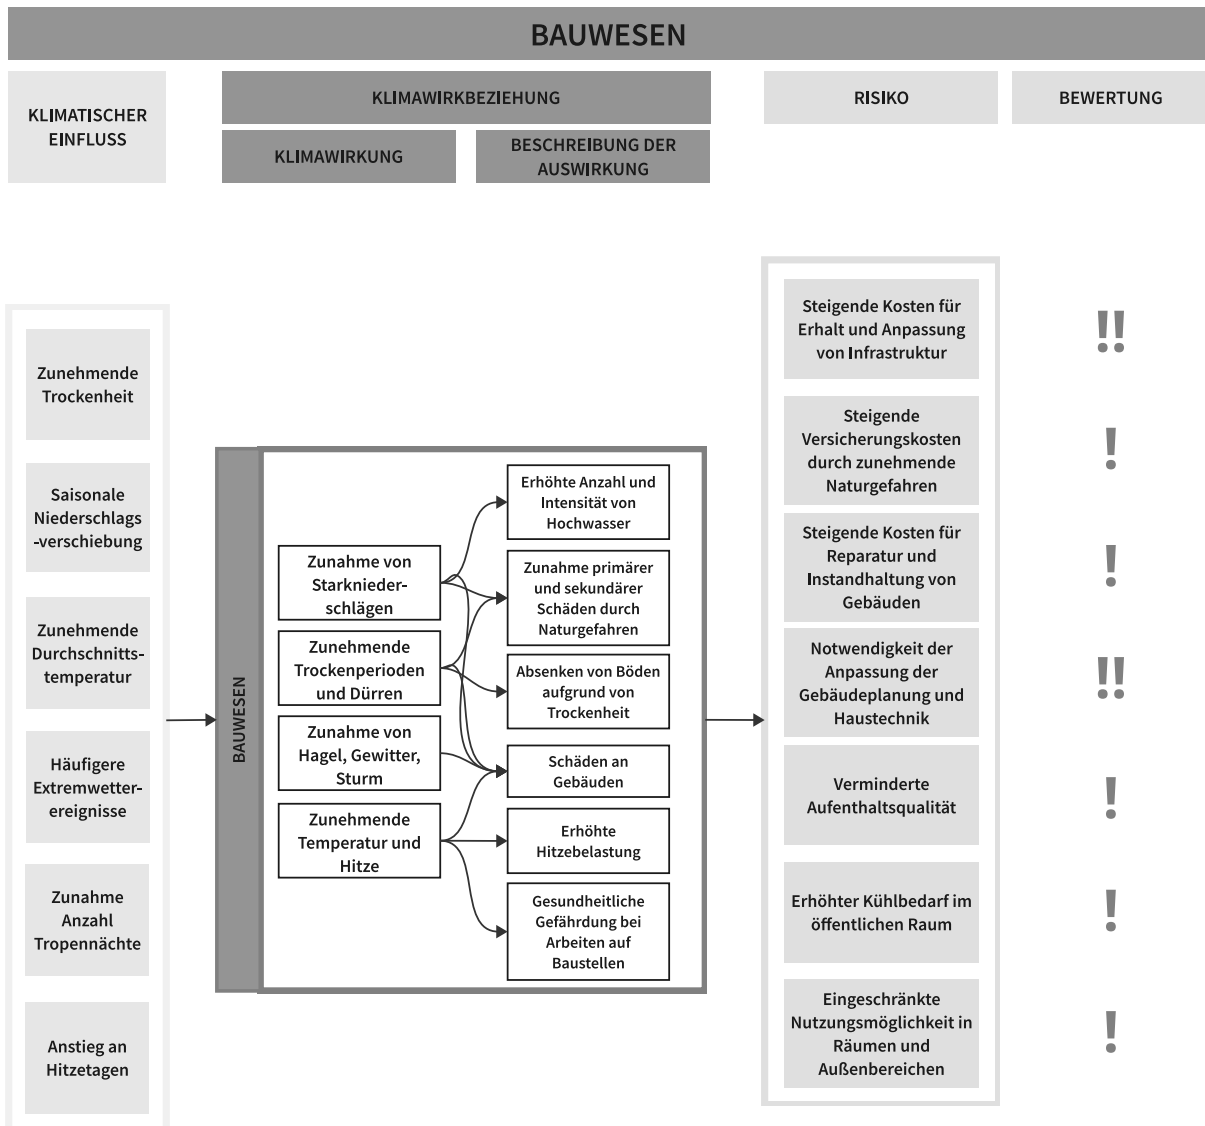 BAUWESEN
KLIMATISCHER
EINFLUSS
KLIMAWIRKBEZIEHUNG
KLIMAWIRKUNG
BESCHREIBUNG DER
AUSWIRKUNG
RISIKO
BEWERTUNG
Zunehmende
Trockenheit
Saisonale
Niederschlags
-verschiebung
Zunehmende
Durchschnitts-
temperatur
Häufigere
Extremwetter-
ereignisse
Zunahme
Anzahl
Tropennächte
Anstieg an
Hitzetagen
BAUWESEN
Zunahme von
Starknieder-
schlägen
Zunehmende
Trockenperioden
und Dürren
Zunahme von
Hagel, Gewitter,
Sturm
Zunehmende
Temperatur und
Hitze
Erhöhte Anzahl und
Intensität von
Hochwasser
Zunahme primärer
und sekundärer
Schäden durch
Naturgefahren
Absenken von Böden
aufgrund von
Trockenheit
Schäden an
Gebäuden
Erhöhte
Hitzebelastung
Gesundheitliche
Gefährdung bei
Arbeiten auf
Baustellen
Steigende Kosten für
Erhalt und Anpassung
von Infrastruktur
!!
Steigende
Versicherungskosten
durch zunehmende
Naturgefahren
!
Steigende Kosten für
Reparatur und
Instandhaltung von
Gebäuden
!
Notwendigkeit der
Anpassung der
Gebäudeplanung und
Haustechnik
!!
Verminderte
Aufenthaltsqualität
!
Erhöhter Kühlbedarf im
öffentlichen Raum
!
Eingeschränkte
Nutzungsmöglichkeit in
Räumen und
Außenbereichen
!